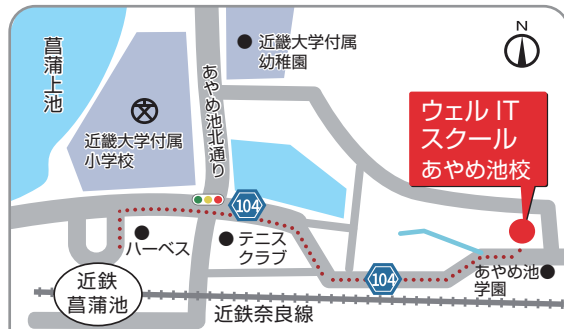 菖蒲上池
近畿大学付属
幼稚園
N
近畿大学付属
小学校
あやめ池北通り
ウェル IT
スクール
あやめ池校
104
ハーベス
テニス
クラブ
104
あやめ池
学園
近鉄
菖蒲池
近鉄奈良線